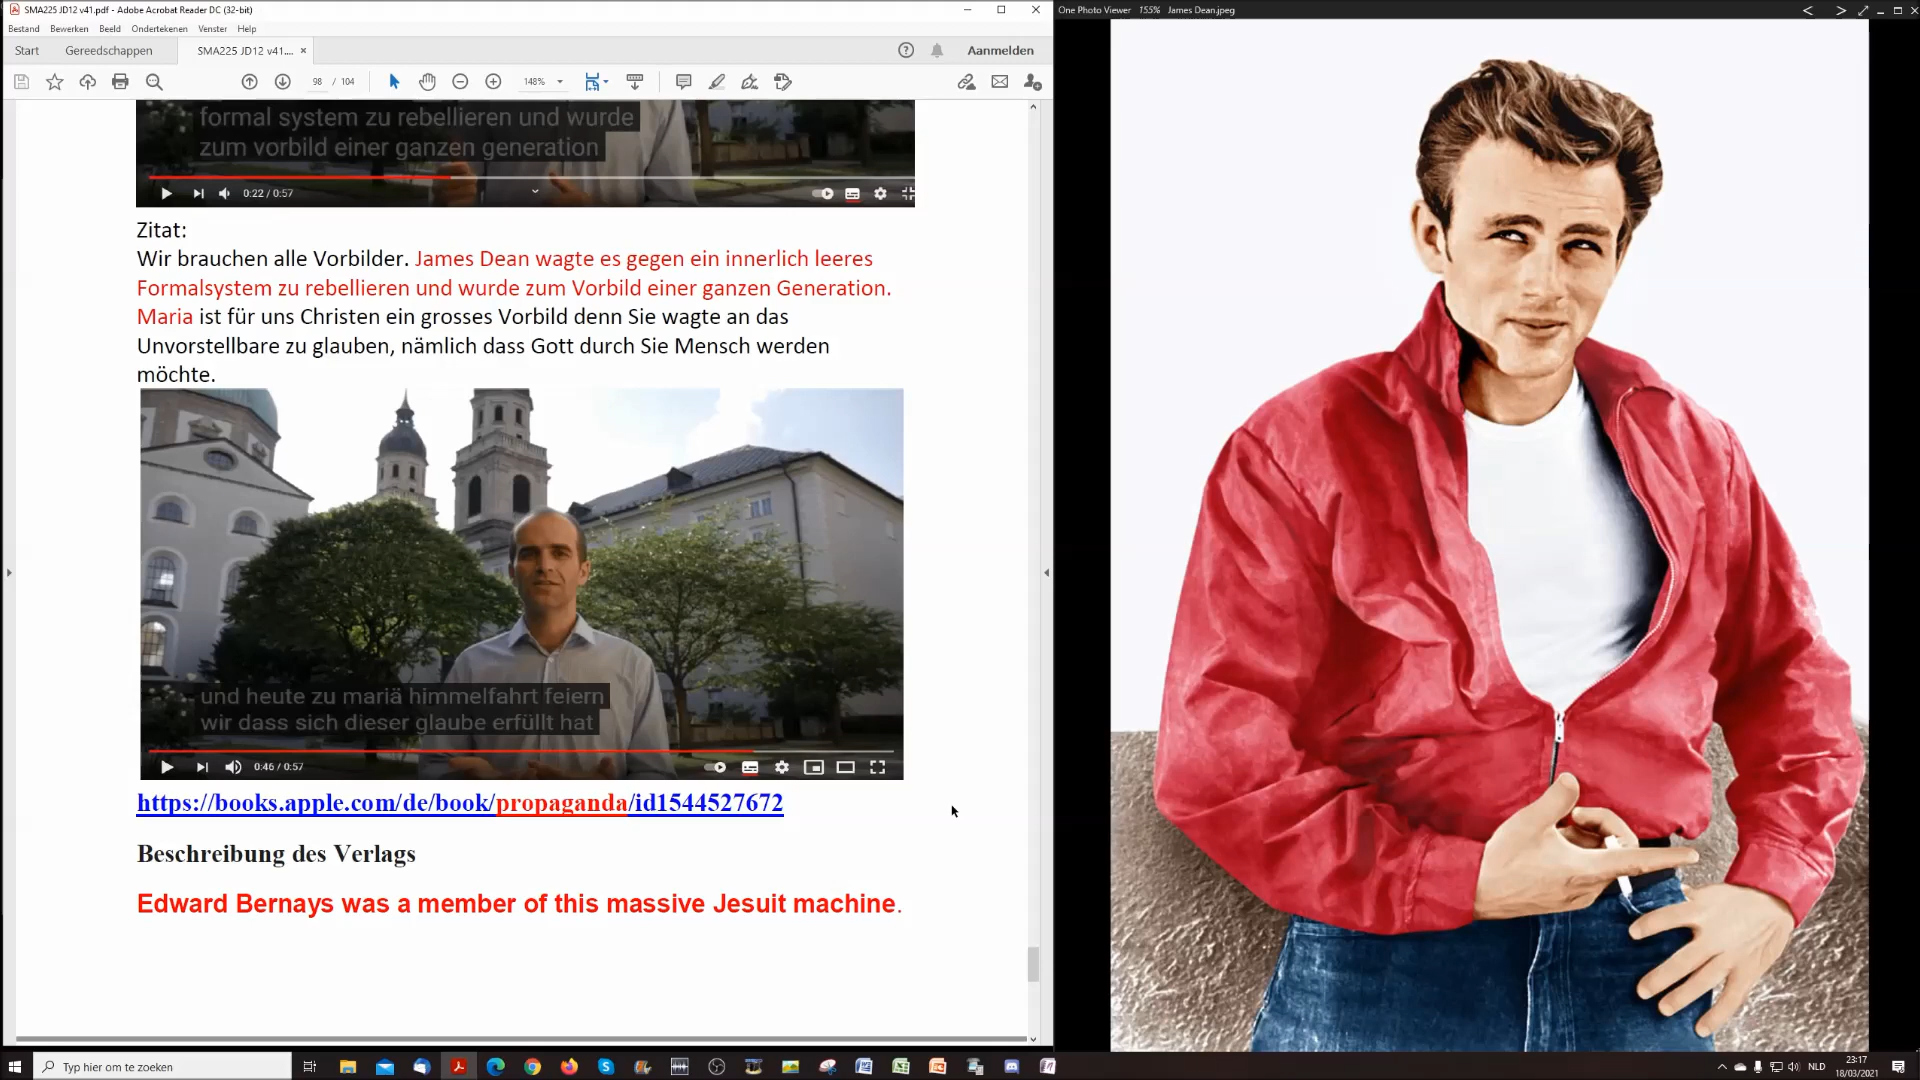 SMA225 JD12 v41.pdf - Adobe Acrobat Reader DC (32-bit)
Bestand Bewerken Beeld Ondertekenen Venster Help
Start Gereedschappen SMA225 JD12 v41.... × Aanmelden
98 / 104 148%
formal system zu rebellieren und wurde
zum vorbild einer ganzen generation
0:22 / 0:57
Zitat:
Wir brauchen alle Vorbilder. James Dean wagte es gegen ein innerlich leeres
Formalsystem zu rebellieren und wurde zum Vorbild einer ganzen Generation.
Maria ist für uns Christen ein grosses Vorbild denn Sie wagte an das
Unvorstellbare zu glauben, nämlich dass Gott durch Sie Mensch werden
möchte.
und heute zu mariä himmelfahrt feiern
wir dass sich dieser glaube erfüllt hat
0:46 / 0:57
https://books.apple.com/de/book/propaganda/id1544527672
Beschreibung des Verlags
Edward Bernays was a member of this massive Jesuit machine.
One Photo Viewer 155% James Dean.jpeg
Typ hier om te zoeken
NLD
23:17
18/03/2021